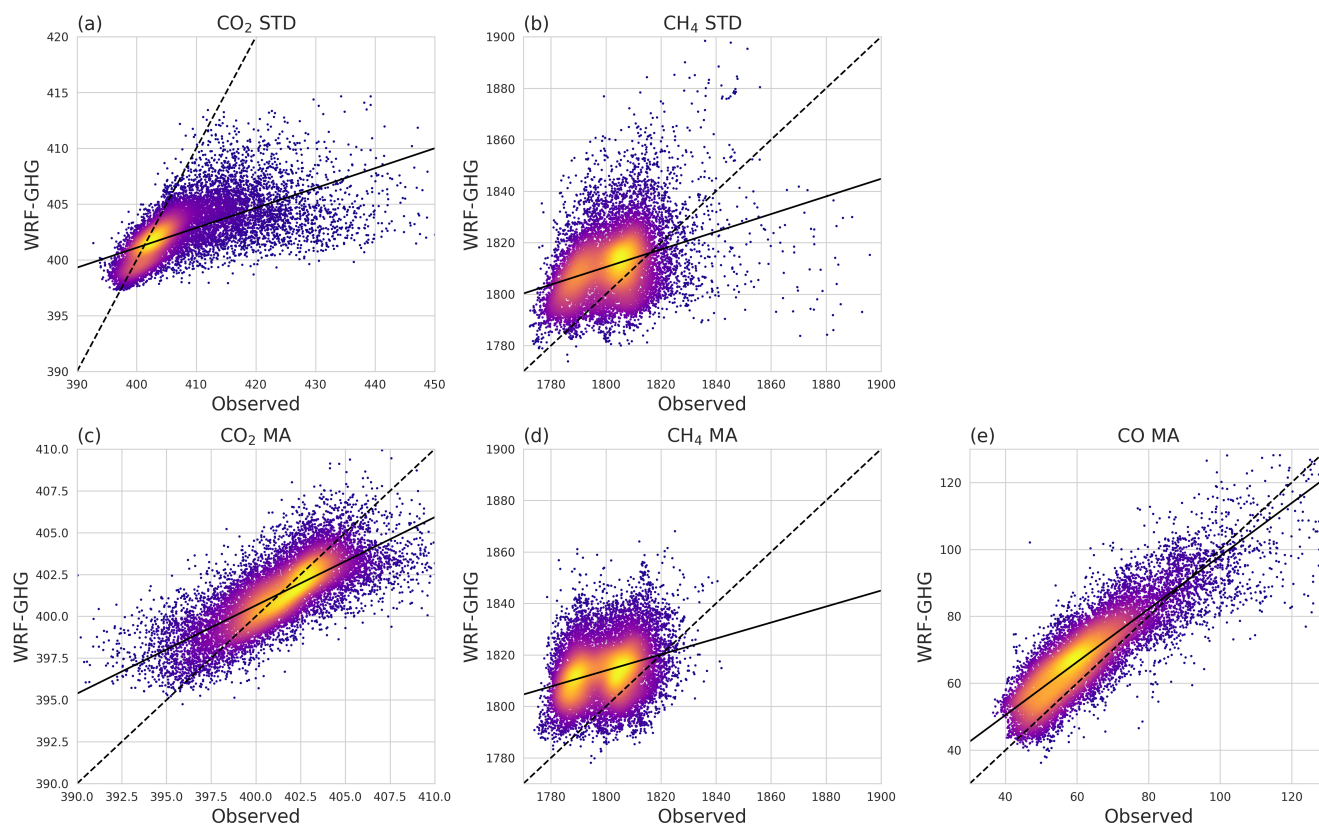 (a) CO₂ STD
420
415
410
405
400
395
390
WRF-GHG
390 400 410 420 430 440 450
Observed
(b) CH₄ STD
1900
1880
1860
1840
1820
1800
1780
WRF-GHG
1780 1800 1820 1840 1860 1880 1900
Observed
(c) CO₂ MA
410.0
407.5
405.0
402.5
400.0
397.5
395.0
392.5
390.0
WRF-GHG
390.0 392.5 395.0 397.5 400.0 402.5 405.0 407.5 410.0
Observed
(d) CH₄ MA
1900
1880
1860
1840
1820
1800
1780
WRF-GHG
1780 1800 1820 1840 1860 1880 1900
Observed
(e) CO MA
120
100
80
60
40
WRF-GHG
40 60 80 100 120
Observed